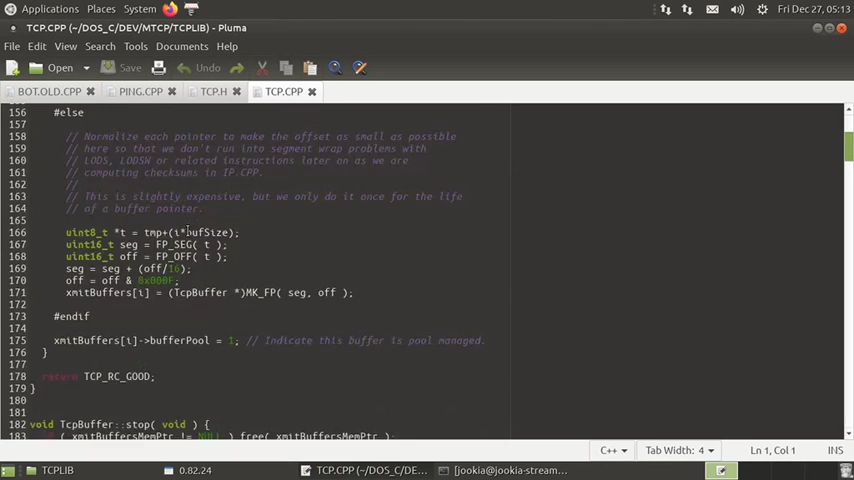 Applications Places System Fri Dec 27, 05:13
TCP.CPP (~/DOS_C/DEV/MTCP/TCPLIB) - Pluma
File Edit View Search Tools Documents Help
Open Save Undo
BOT.OLD.CPP PING.CPP TCP.H TCP.CPP
156 #else
157
158 // Normalize each pointer to make the offset as small as possible
159 // here so that we don't run into segment wrap problems with
160 // LODS, LODSW or related instructions later on as we are
161 // computing checksums in IP.CPP.
162 //
163 // This is slightly expensive, but we only do it once for the life
164 // of a buffer pointer.
165
166 uint8_t *t = tmp+(i*bufSize);
167 uint16_t seg = FP_SEG( t );
168 uint16_t off = FP_OFF( t );
169 seg = seg + (off/16);
170 off = off & 0x000F;
171 xmitBuffers[i] = (TcpBuffer *)MK_FP( seg, off );
172
173 #endif
174
175 xmitBuffers[i]->bufferPool = 1; // Indicate this buffer is pool managed.
176 }
177
178 return TCP_RC_GOOD;
179 }
180
181
182 void TcpBuffer::stop( void ) {
183 if ( xmitBuffersMemPtr != NULL ) free( xmitBuffersMemPtr );
C++ Tab Width: 4 Ln 1, Col 1 INS
TCPLIB 0.82.24 TCP.CPP (~/DOS_C/DE... [jookia@jookia-stream...